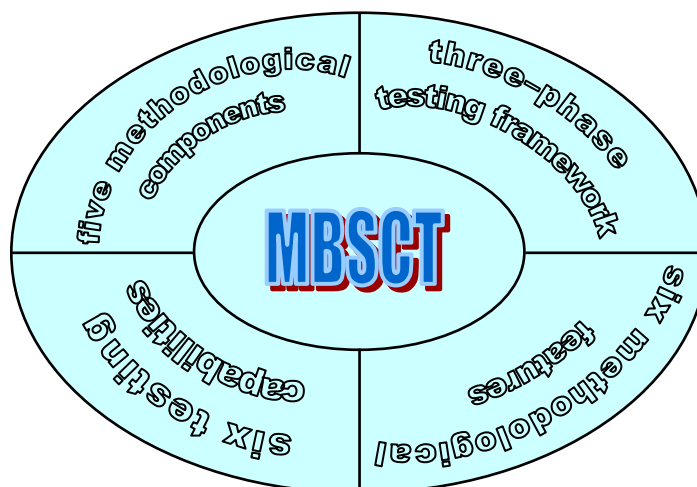 five methodological
components
three-phase
testing framework
MBSCT
six testing
capabilities
six methodological
features